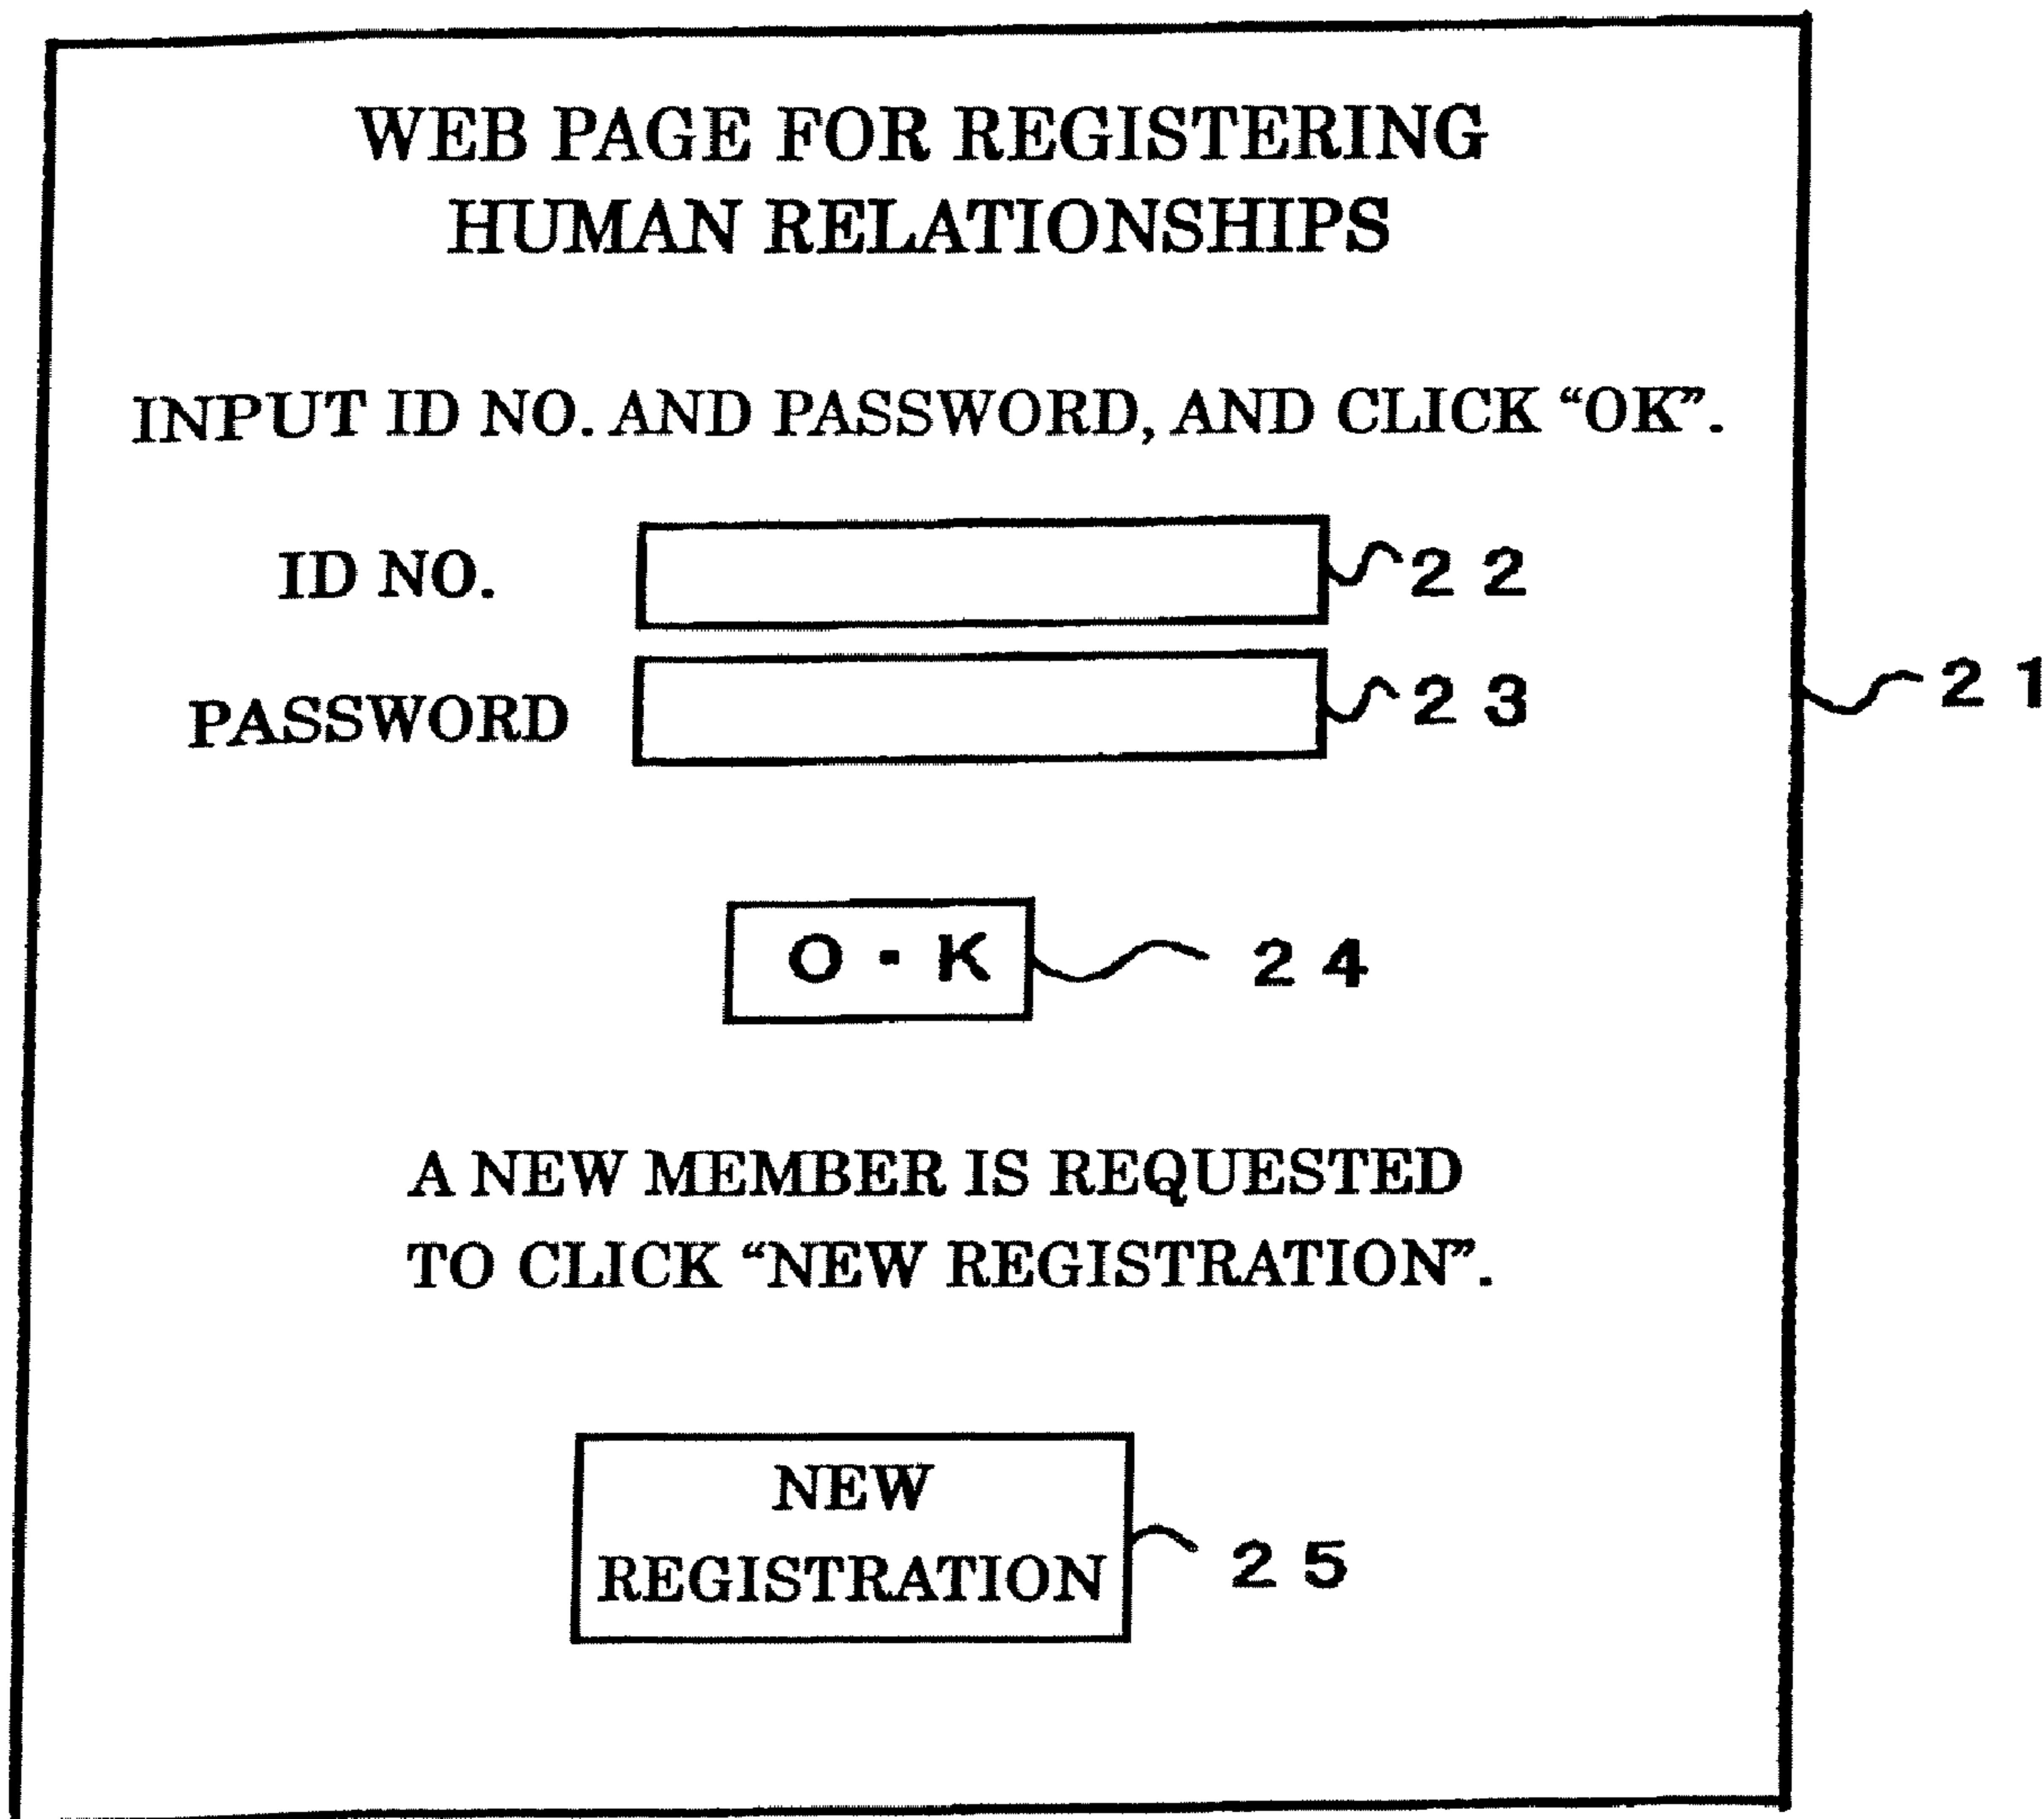 WEB PAGE FOR REGISTERING
HUMAN RELATIONSHIPS
INPUT ID NO. AND PASSWORD, AND CLICK “OK”.
ID NO. 22
PASSWORD 23
21
O・K 24
A NEW MEMBER IS REQUESTED
TO CLICK “NEW REGISTRATION”.
NEW
REGISTRATION 25